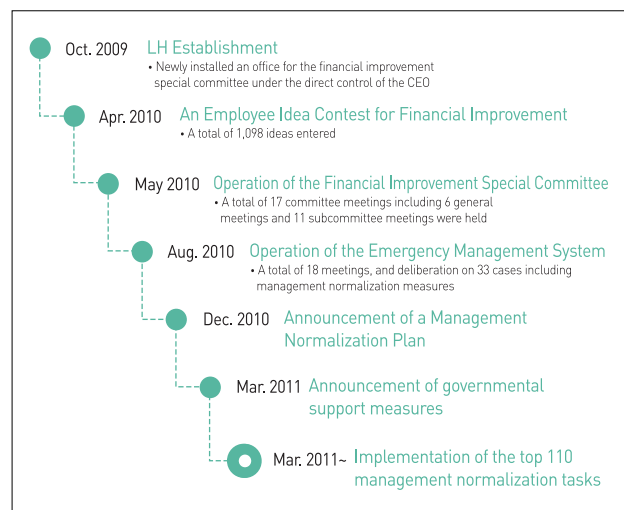 Oct. 2009 LH Establishment
• Newly installed an office for the financial improvement
special committee under the direct control of the CEO
Apr. 2010 An Employee Idea Contest for Financial Improvement
• A total of 1,098 ideas entered
May 2010 Operation of the Financial Improvement Special Committee
• A total of 17 committee meetings including 6 general
meetings and 11 subcommittee meetings were held
Aug. 2010 Operation of the Emergency Management System
• A total of 18 meetings, and deliberation on 33 cases including
management normalization measures
Dec. 2010 Announcement of a Management
Normalization Plan
Mar. 2011 Announcement of governmental
support measures
Mar. 2011~ Implementation of the top 110
management normalization tasks